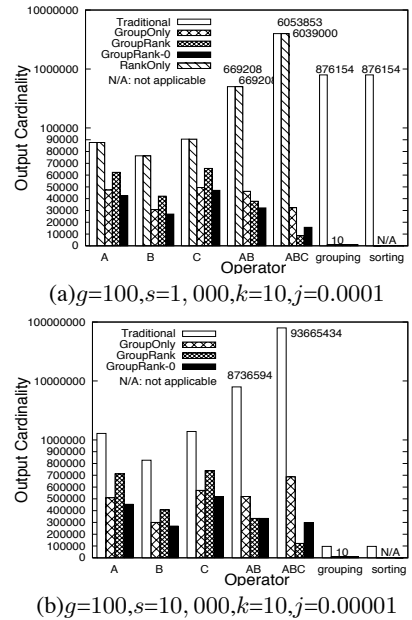 Traditional
GroupOnly
GroupRank
GroupRank-0
RankOnly
N/A: not applicable
6053853
6039000
669208
669208
876154
876154
10
N/A
Output Cardinality
10000000
1000000
100000
90000
80000
70000
60000
50000
40000
30000
20000
10000
0
A B C AB ABC grouping sorting
Operator
(a)g=100,s=1, 000,k=10,j=0.0001
Traditional
GroupOnly
GroupRank
GroupRank-0
N/A: not applicable
93665434
8736594
10
N/A
Output Cardinality
100000000
10000000
1000000
900000
800000
700000
600000
500000
400000
300000
200000
100000
0
A B C AB ABC grouping sorting
Operator
(b)g=100,s=10, 000,k=10,j=0.00001